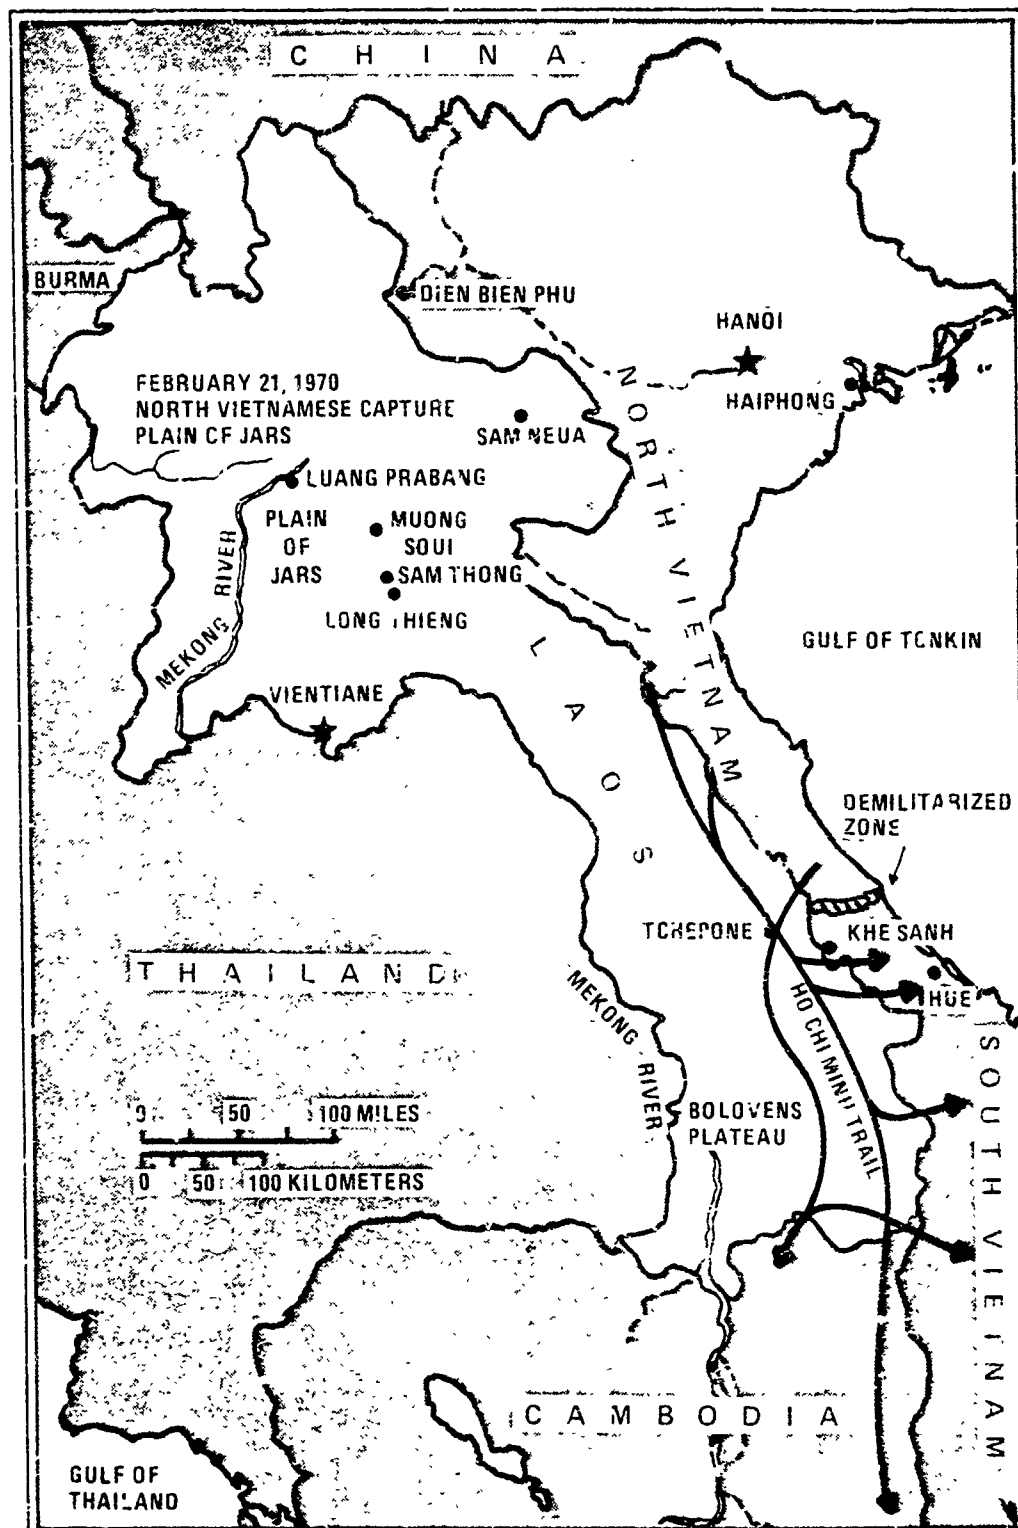 CHINA
BURMA
DIEN BIEN PHU
HANOI
HAIPHONG
FEBRUARY 21, 1970
NORTH VIETNAMESE CAPTURE
PLAIN OF JARS
SAM NEUA
LUANG PRABANG
PLAIN
OF
JARS
MUONG
SOUI
SAM THONG
LONG THIENG
MEKONG RIVER
NORTH VIETNAM
GULF OF TONKIN
VIENTIANE
LAOS
DEMILITARIZED
ZONE
TCHEPONE
KHE SANH
HUE
THAILAND
MEKONG RIVER
HO CHI MINH TRAIL
SOUTH VIETNAM
0 50 100 MILES
0 50 100 KILOMETERS
BOLOVENS
PLATEAU
CAMBODIA
GULF OF
THAILAND